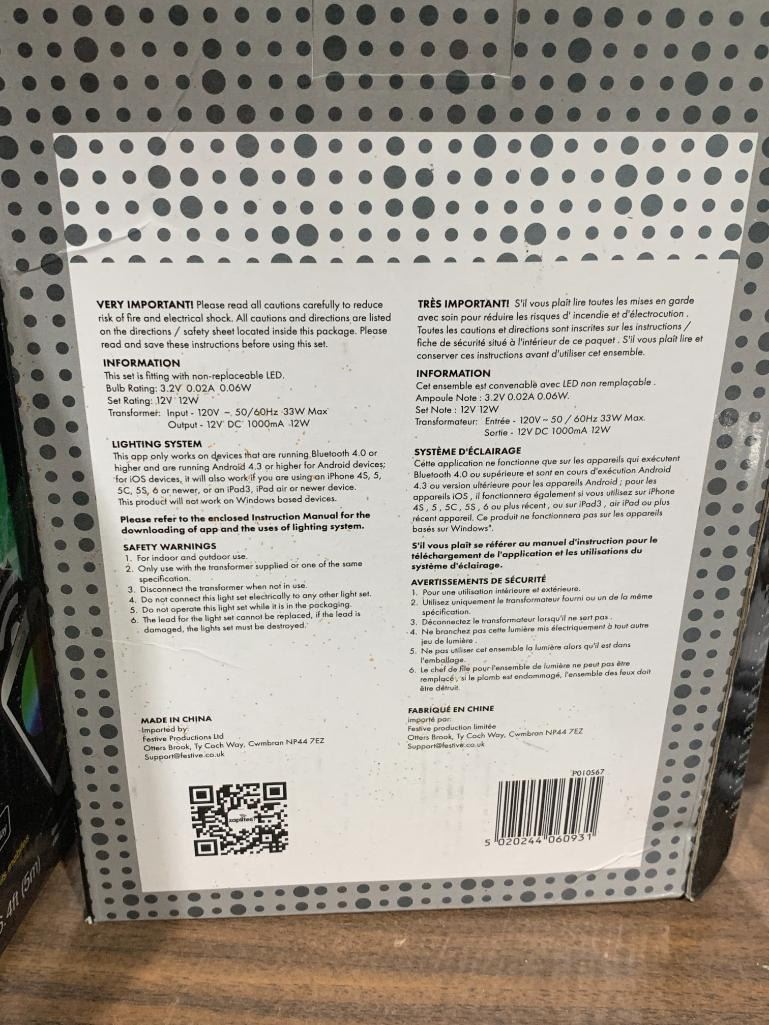 VERY IMPORTANT! Please read all cautions carefully to reduce
risk of fire and electrical shock. All cautions and directions are listed
on the directions / safety sheet located inside this package. Please
read and save these instructions before using this set.
INFORMATION
This set is fitting with non-replaceable LED.
Bulb Rating: 3.2V 0.02A 0.06W
Set Rating: 12V 12W
Transformer: Input - 120V ~ 50/60Hz 33W Max
Output - 12V DC 1000mA 12W
LIGHTING SYSTEM
This app only works on devices that are running Bluetooth 4.0 or
higher and are running Android 4.3 or higher for Android devices;
for iOS devices, it will also work if you are using an iPhone 4S, 5,
5C, 5S, 6 or newer, or an iPad3, iPad air or newer device.
This product will not work on Windows based devices.
Please refer to the enclosed Instruction Manual for the
downloading of app and the uses of lighting system.
SAFETY WARNINGS
1. For indoor and outdoor use.
2. Only use with the transformer supplied or one of the same
specification.
3. Disconnect the transformer when not in use.
4. Do not connect this light set electrically to any other light set.
5. Do not operate this light set while it is in the packaging.
6. The lead for the light set cannot be replaced, if the lead is
damaged, the lights set must be destroyed.
MADE IN CHINA
Imported by:
Festive Productions Ltd
Otters Brook, Ty Coch Way, Cwmbran NP44 7EZ
Support@festive.co.uk
TRÈS IMPORTANT! S'il vous plaît lire toutes les mises en garde
avec soin pour réduire les risques d' incendie et d'électrocution .
Toutes les cautions et directions sont inscrites sur les instructions /
fiche de sécurité situé à l'intérieur de ce paquet . S'il vous plaît lire et
conserver ces instructions avant d'utiliser cet ensemble.
INFORMATION
Cet ensemble est convenable avec LED non remplaçable .
Ampoule Note : 3.2V 0.02A 0.06W.
Set Note : 12V 12W
Transformateur: Entrée - 120V ~ 50 / 60Hz 33W Max.
Sortie - 12V DC 1000mA 12W
SYSTÈME D'ÉCLAIRAGE
Cette application ne fonctionne que sur les appareils qui exécutent
Bluetooth 4.0 ou supérieure et sont en cours d'exécution Android
4.3 ou version ultérieure pour les appareils Android ; pour les
appareils iOS , il fonctionnera également si vous utilisez sur iPhone
4S , 5 , 5C , 5S , 6 ou plus récent , ou sur iPad3 , air iPad ou plus
récent appareil. Ce produit ne fonctionnera pas sur les appareils
basés sur Windows".
S'il vous plaît se référer au manuel d'instruction pour le
téléchargement de l'application et les utilisations du
système d'éclairage.
AVERTISSEMENTS DE SÉCURITÉ
1. Pour une utilisation intérieure et extérieure.
2. Utilisez uniquement le transformateur fourni ou un de la même
spécification.
3. Déconnectez le transformateur lorsqu'il ne sert pas .
4. Ne branchez pas cette lumière mis électriquement à tout autre
jeu de lumière .
5. Ne pas utiliser cet ensemble la lumière alors qu'il est dans
l'emballage.
6. Le chef de file pour l'ensemble de lumière ne peut pas être
remplacé , si le plomb est endommagé, l'ensemble des feux doit
être détruit.
FABRIQUÉ EN CHINE
importé par:
Festive production limitée
Otters Brook, Ty Coch Way, Cwmbran NP44 7EZ
Support@festive.co.uk
P010567
5 020244 060931